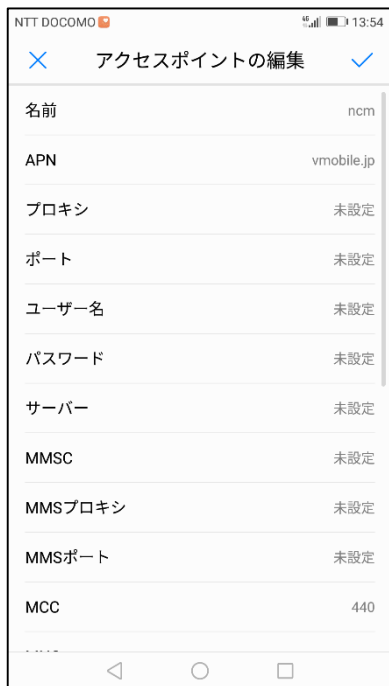 NTT DOCOMO 4G 13:54
アクセスポイントの編集
名前 ncm
APN vmobile.jp
プロキシ 未設定
ポート 未設定
ユーザー名 未設定
パスワード 未設定
サーバー 未設定
MMSC 未設定
MMSプロキシ 未設定
MMSポート 未設定
MCC 440